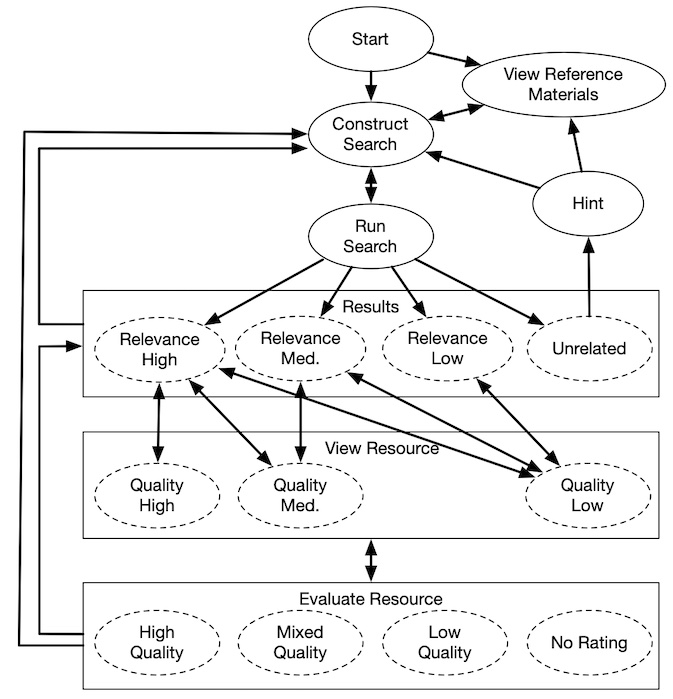 Start
View Reference
Materials
Construct
Search
Hint
Run
Search
Results
Relevance
High
Relevance
Med.
Relevance
Low
Unrelated
View Resource
Quality
High
Quality
Med.
Quality
Low
Evaluate Resource
High
Quality
Mixed
Quality
Low
Quality
No Rating